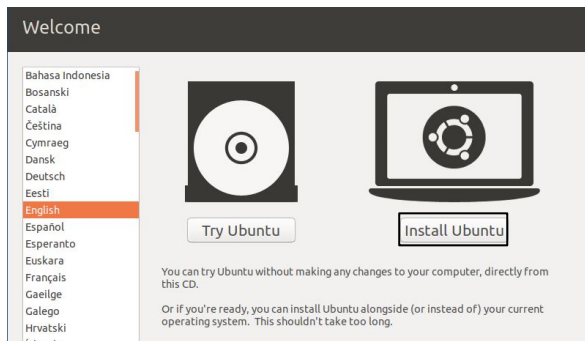 Welcome
Bahasa Indonesia
Bosanski
Català
Čeština
Cymraeg
Dansk
Deutsch
Eesti
English
Español
Esperanto
Euskara
Français
Gaeilge
Galego
Hrvatski
Try Ubuntu
Install Ubuntu
You can try Ubuntu without making any changes to your computer, directly from
this CD.
Or if you're ready, you can install Ubuntu alongside (or instead of) your current
operating system. This shouldn't take too long.